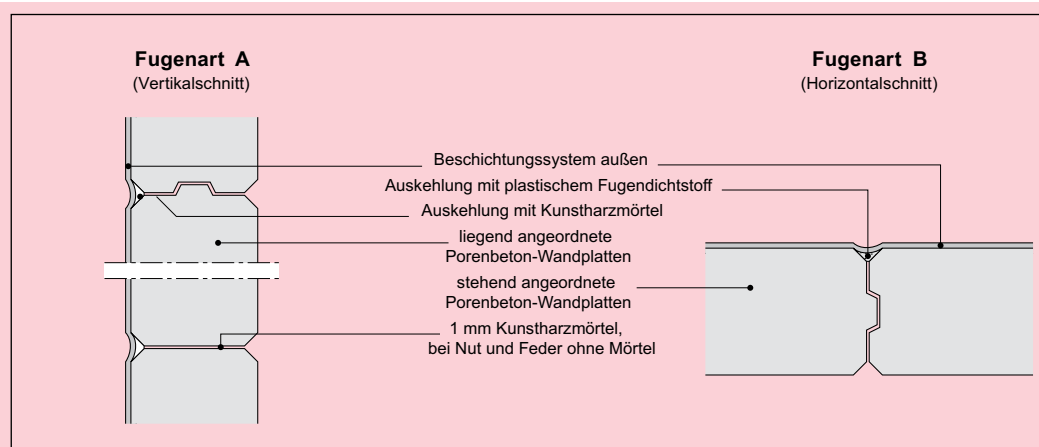 Fugenart A
(Vertikalschnitt)
Fugenart B
(Horizontalschnitt)
Beschichtungssystem außen
Auskehlung mit plastischem Fugendichtstoff
Auskehlung mit Kunstharzmörtel
liegend angeordnete
Porenbeton-Wandplatten
stehend angeordnete
Porenbeton-Wandplatten
1 mm Kunstharzmörtel,
bei Nut und Feder ohne Mörtel